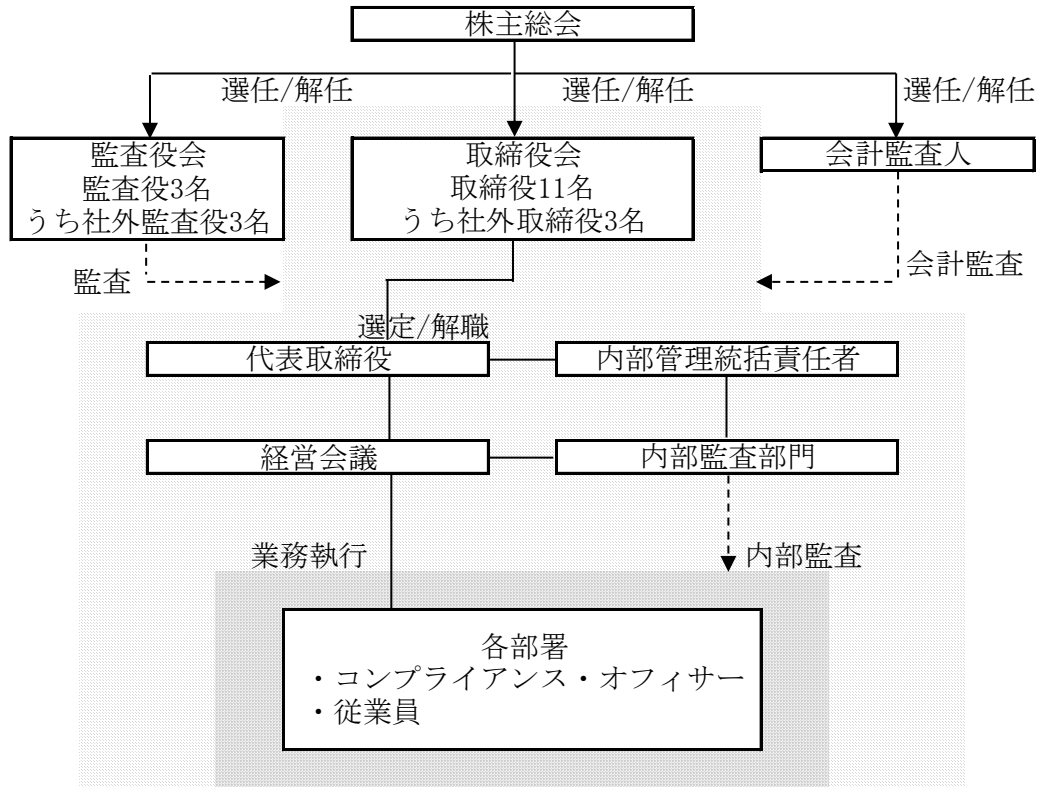 株主総会
選任/解任
選任/解任
選任/解任
監査役会
監査役3名
うち社外監査役3名
取締役会
取締役11名
うち社外取締役3名
会計監査人
監査
会計監査
選定/解職
代表取締役
内部管理統括責任者
経営会議
内部監査部門
業務執行
内部監査
各部署
・コンプライアンス・オフィサー
・従業員